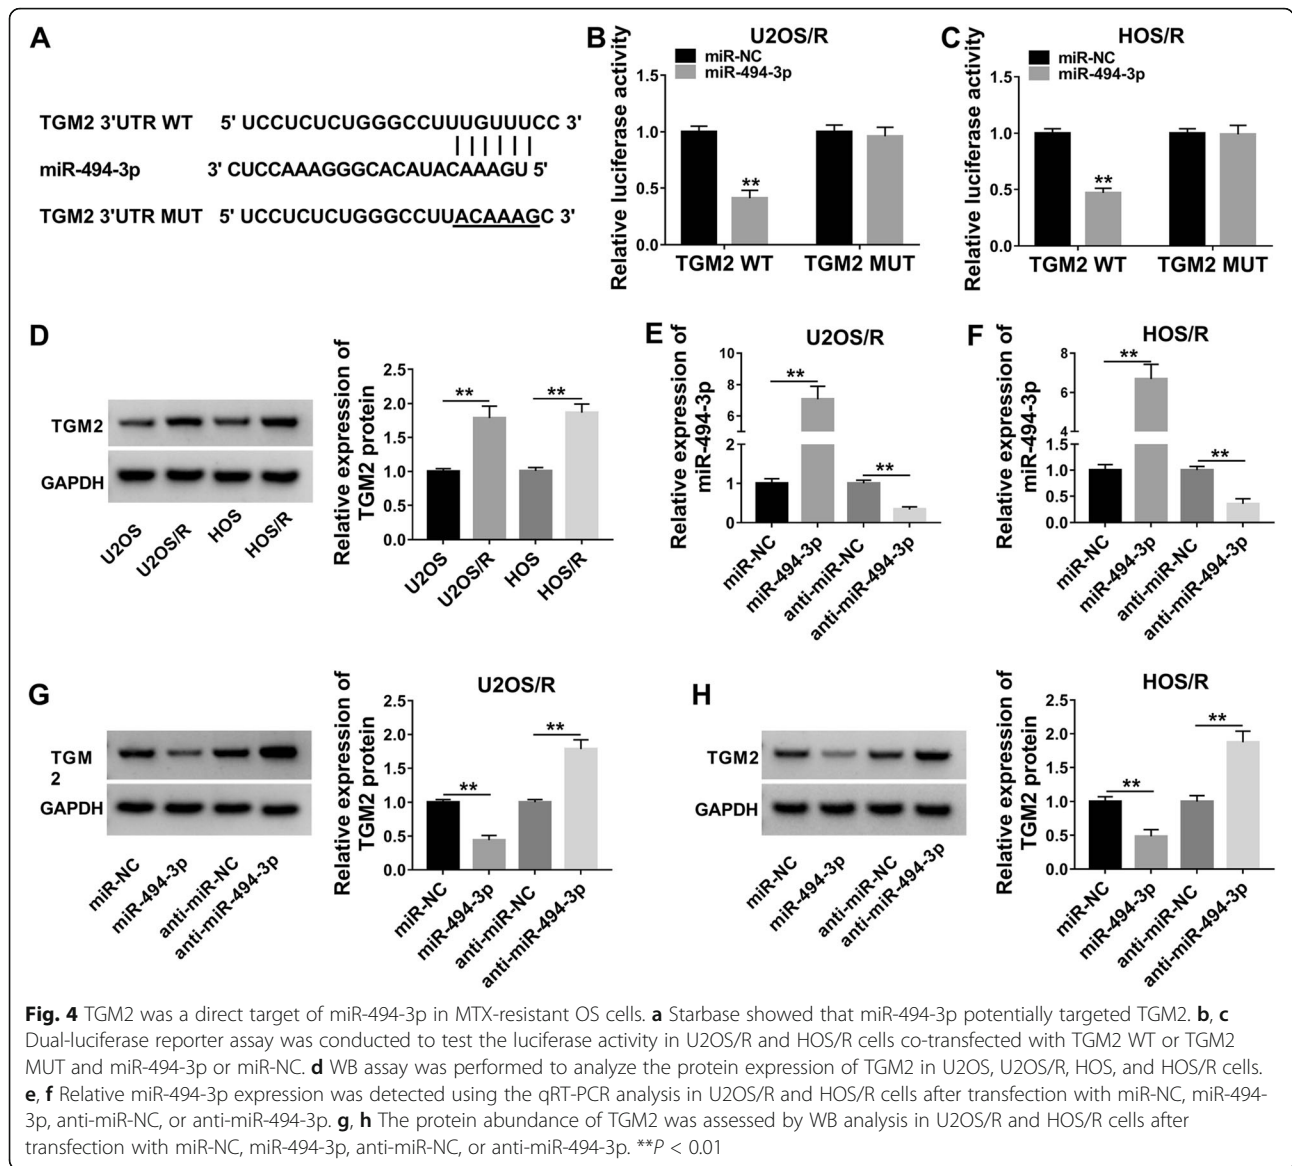 A
TGM2 3'UTR WT 5' UCCUCUCUGGGCCUUUGUUUCC 3'
miR-494-3p 3' CUCCAAAGGGCACAUACAAAGU 5'
TGM2 3'UTR MUT 5' UCCUCUCUGGGCCUUACAAAGC 3'
B
U2OS/R
miR-NC
miR-494-3p
Relative luciferase activity
1.5
1.0
0.5
0.0
**
TGM2 WT TGM2 MUT
C
HOS/R
miR-NC
miR-494-3p
Relative luciferase activity
1.5
1.0
0.5
0.0
**
TGM2 WT TGM2 MUT
D
TGM2
GAPDH
U2OS U2OS/R HOS HOS/R
Relative expression of
TGM2 protein
2.5
2.0
1.5
1.0
0.5
0.0
** **
U2OS U2OS/R HOS HOS/R
E
U2OS/R
Relative expression of
miR-494-3p
10
8
6
4
2
1
0
** **
miR-NC miR-494-3p anti-miR-NC anti-miR-494-3p
F
HOS/R
Relative expression of
miR-494-3p
8
6
4
1.5
1.0
0.5
0.0
** **
miR-NC miR-494-3p anti-miR-NC anti-miR-494-3p
G
TGM
2
GAPDH
miR-NC miR-494-3p anti-miR-NC anti-miR-494-3p
U2OS/R
Relative expression of
TGM2 protein
2.5
2.0
1.5
1.0
0.5
0.0
** **
miR-NC miR-494-3p anti-miR-NC anti-miR-494-3p
H
TGM2
GAPDH
miR-NC miR-494-3p anti-miR-NC anti-miR-494-3p
HOS/R
Relative expression of
TGM2 protein
2.5
2.0
1.5
1.0
0.5
0.0
** **
miR-NC miR-494-3p anti-miR-NC anti-miR-494-3p
Fig. 4 TGM2 was a direct target of miR-494-3p in MTX-resistant OS cells. a Starbase showed that miR-494-3p potentially targeted TGM2. b, c
Dual-luciferase reporter assay was conducted to test the luciferase activity in U2OS/R and HOS/R cells co-transfected with TGM2 WT or TGM2
MUT and miR-494-3p or miR-NC. d WB assay was performed to analyze the protein expression of TGM2 in U2OS, U2OS/R, HOS, and HOS/R cells.
e, f Relative miR-494-3p expression was detected using the qRT-PCR analysis in U2OS/R and HOS/R cells after transfection with miR-NC, miR-494-
3p, anti-miR-NC, or anti-miR-494-3p. g, h The protein abundance of TGM2 was assessed by WB analysis in U2OS/R and HOS/R cells after
transfection with miR-NC, miR-494-3p, anti-miR-NC, or anti-miR-494-3p. **P < 0.01